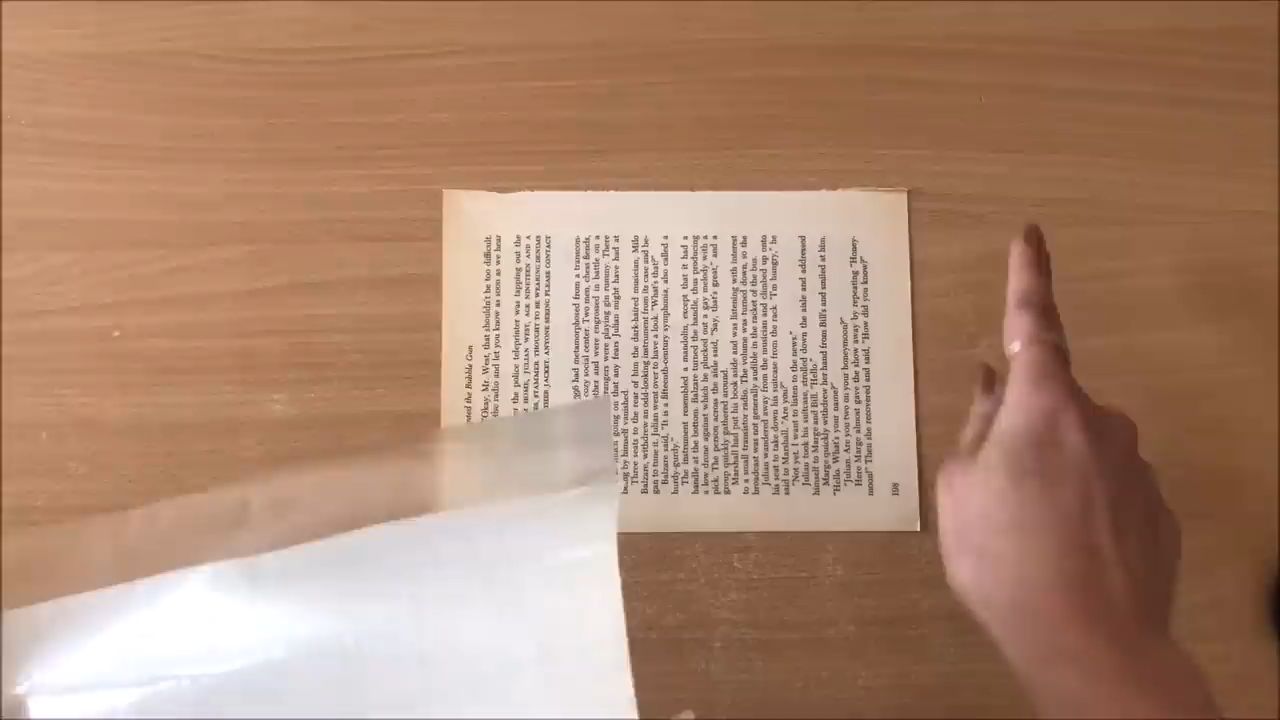 nted the Bubble Gun
"Okay, Mr. West, that shouldn't be too difficult.
the radio and let you know as soon as we hear
the police teleprinter was tapping out the
HOME, JULIAN WEST, AGE NINETEEN AND A
STAMMER THOUGHT TO BE WEARING DENIMS
JACKET. ANYONE SEEING PLEASE CONTACT
had metamorphosed from a transcon-
cozy social center. Two men, chess fiends,
other and were engrossed in battle on a
rangers were playing gin rummy. There
much going on that any fears Julian might have had at
being by himself vanished.
Three seats to the rear of him the dark-haired musician, Milo
Balzare, withdrew an odd-looking instrument from its case and be-
gan to tune it. Julian went over to have a look. "What's that?"
Balzare said, "It is a fifteenth-century symphonia, also called a
hurdy-gurdy."
The instrument resembled a mandolin, except that it had a
handle at the bottom. Balzare turned the handle, thus producing
a low drone against which he plucked out a gay melody with a
pick. The person across the aisle said, "Say, that's great," and a
group quickly gathered around.
Marshall had put his book aside and was listening with interest
to a small transistor radio. The volume was turned down, so the
broadcast was not generally audible in the racket of the bus.
Julian wandered away from the musician and climbed up onto
his seat to take down his suitcase from the rack. "I'm hungry," he
said to Marshall. "Are you?"
"Not yet. I want to listen to the news."
Julian took his suitcase, strolled down the aisle and addressed
himself to Marge and Bill. "Hello."
Marge quickly withdrew her hand from Bill's and smiled at him.
"Hello. What's your name?"
"Julian. Are you two on your honeymoon?"
Here Marge almost gave the show away by repeating "Honey-
moon!" Then she recovered and said, "How did you know?"